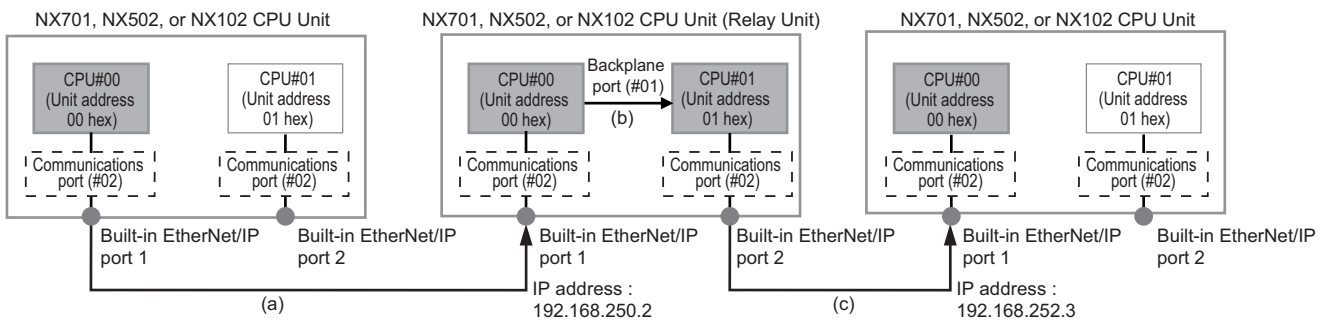 NX701, NX502, or NX102 CPU Unit
CPU#00
(Unit address
00 hex)
CPU#01
(Unit address
01 hex)
Communications
port (#02)
Communications
port (#02)
Built-in EtherNet/IP
port 1
Built-in EtherNet/IP
port 2
(a)
NX701, NX502, or NX102 CPU Unit (Relay Unit)
CPU#00
(Unit address
00 hex)
Backplane
port (#01)
(b)
CPU#01
(Unit address
01 hex)
Communications
port (#02)
Communications
port (#02)
Built-in EtherNet/IP
port 1
IP address :
192.168.250.2
Built-in EtherNet/IP
port 2
(c)
NX701, NX502, or NX102 CPU Unit
CPU#00
(Unit address
00 hex)
CPU#01
(Unit address
01 hex)
Communications
port (#02)
Communications
port (#02)
Built-in EtherNet/IP
port 1
IP address :
192.168.252.3
Built-in EtherNet/IP
port 2